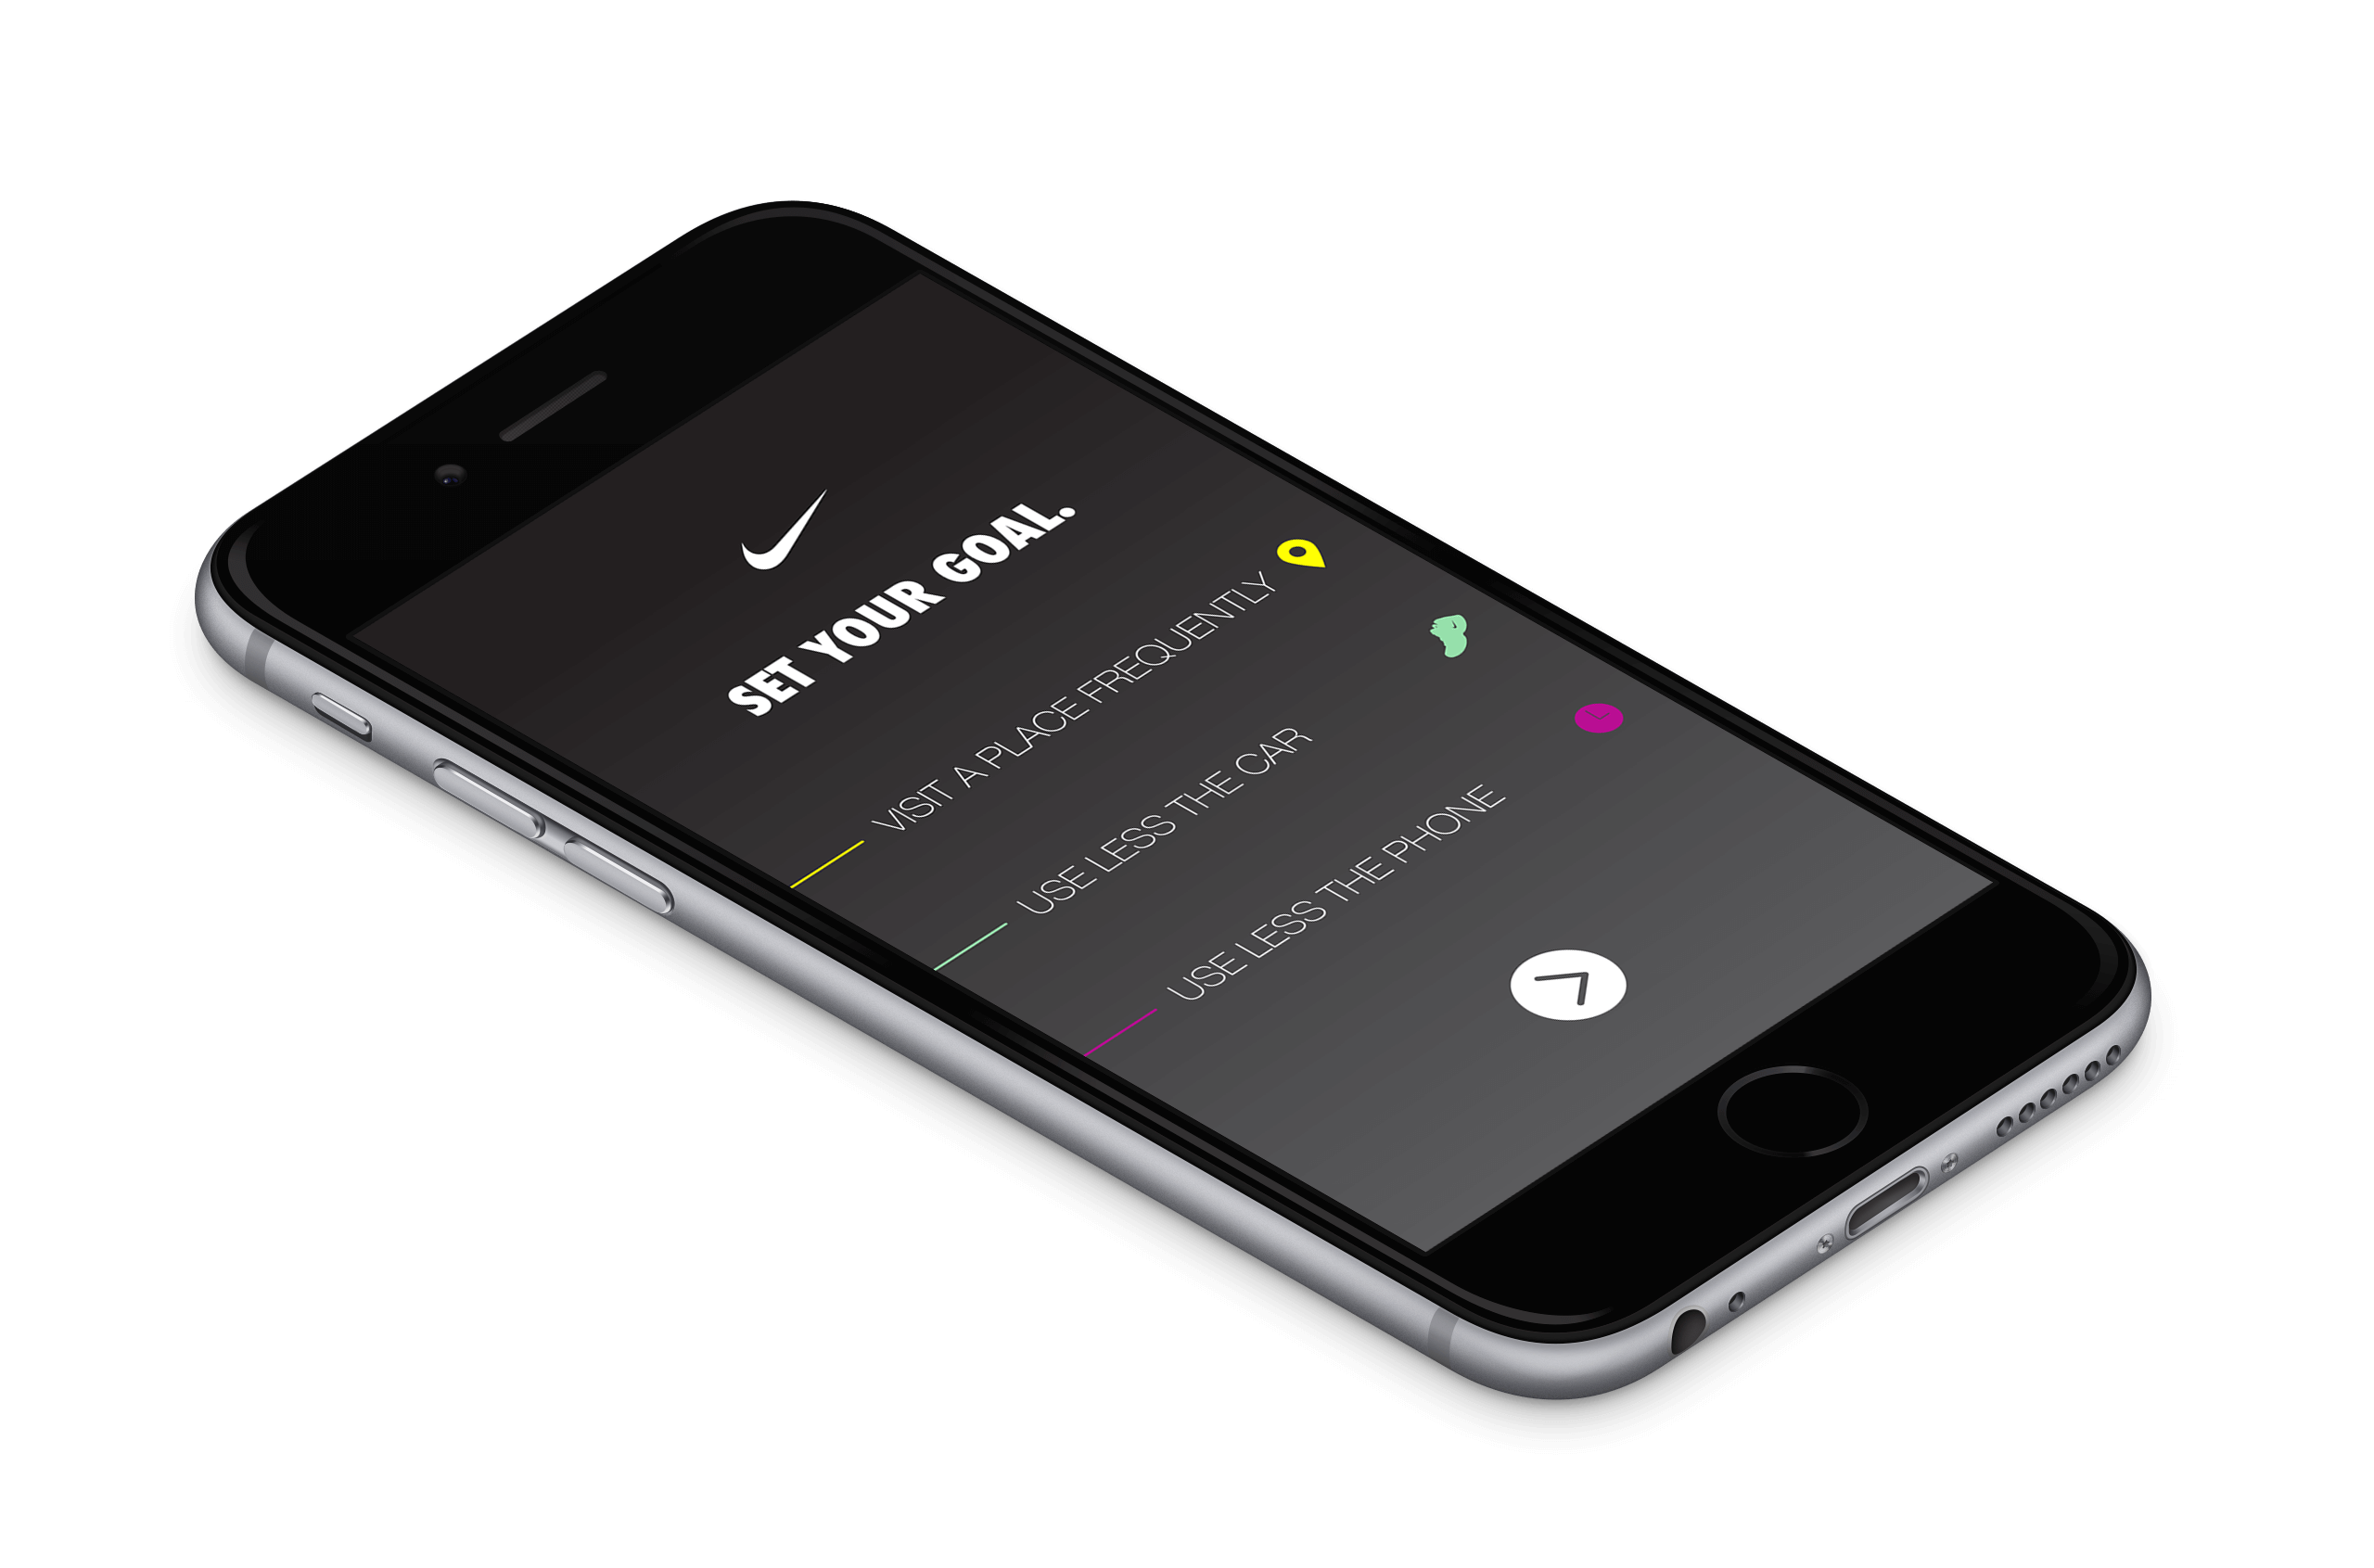 SET YOUR GOAL.
VISIT A PLACE FREQUENTLY
USE LESS THE CAR
USE LESS THE PHONE